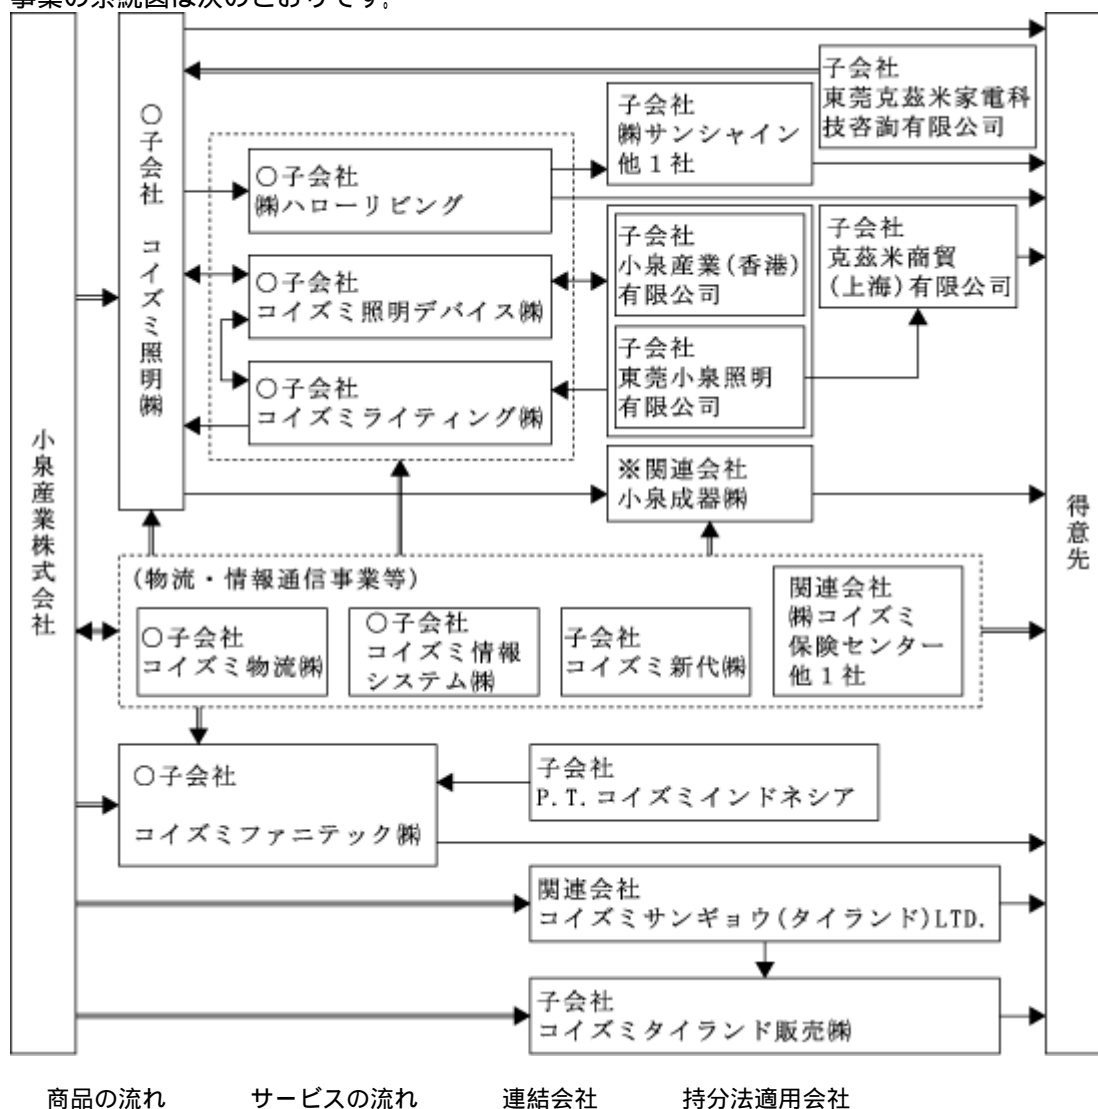 事業の系統図は次のとおりです。
小泉産業株式会社
○子会社 コイズミ照明㈱
得意先
子会社
東莞克茲米家電科
技咨詢有限公司
子会社
㈱サンシャイン
他1社
○子会社
㈱ハローリビング
子会社
小泉産業(香港)
有限公司
子会社
克茲米商貿
(上海)有限公司
○子会社
コイズミ照明デバイス㈱
子会社
東莞小泉照明
有限公司
○子会社
コイズミライティング㈱
※関連会社
小泉成器㈱
(物流・情報通信事業等)
○子会社
コイズミ物流㈱
○子会社
コイズミ情報
システム㈱
子会社
コイズミ新代㈱
関連会社
㈱コイズミ
保険センター
他1社
○子会社
コイズミファニテック㈱
子会社
P.T.コイズミインドネシア
関連会社
コイズミサンギョウ(タイランド)LTD.
子会社
コイズミタイランド販売㈱
商品の流れ サービスの流れ 連結会社 持分法適用会社